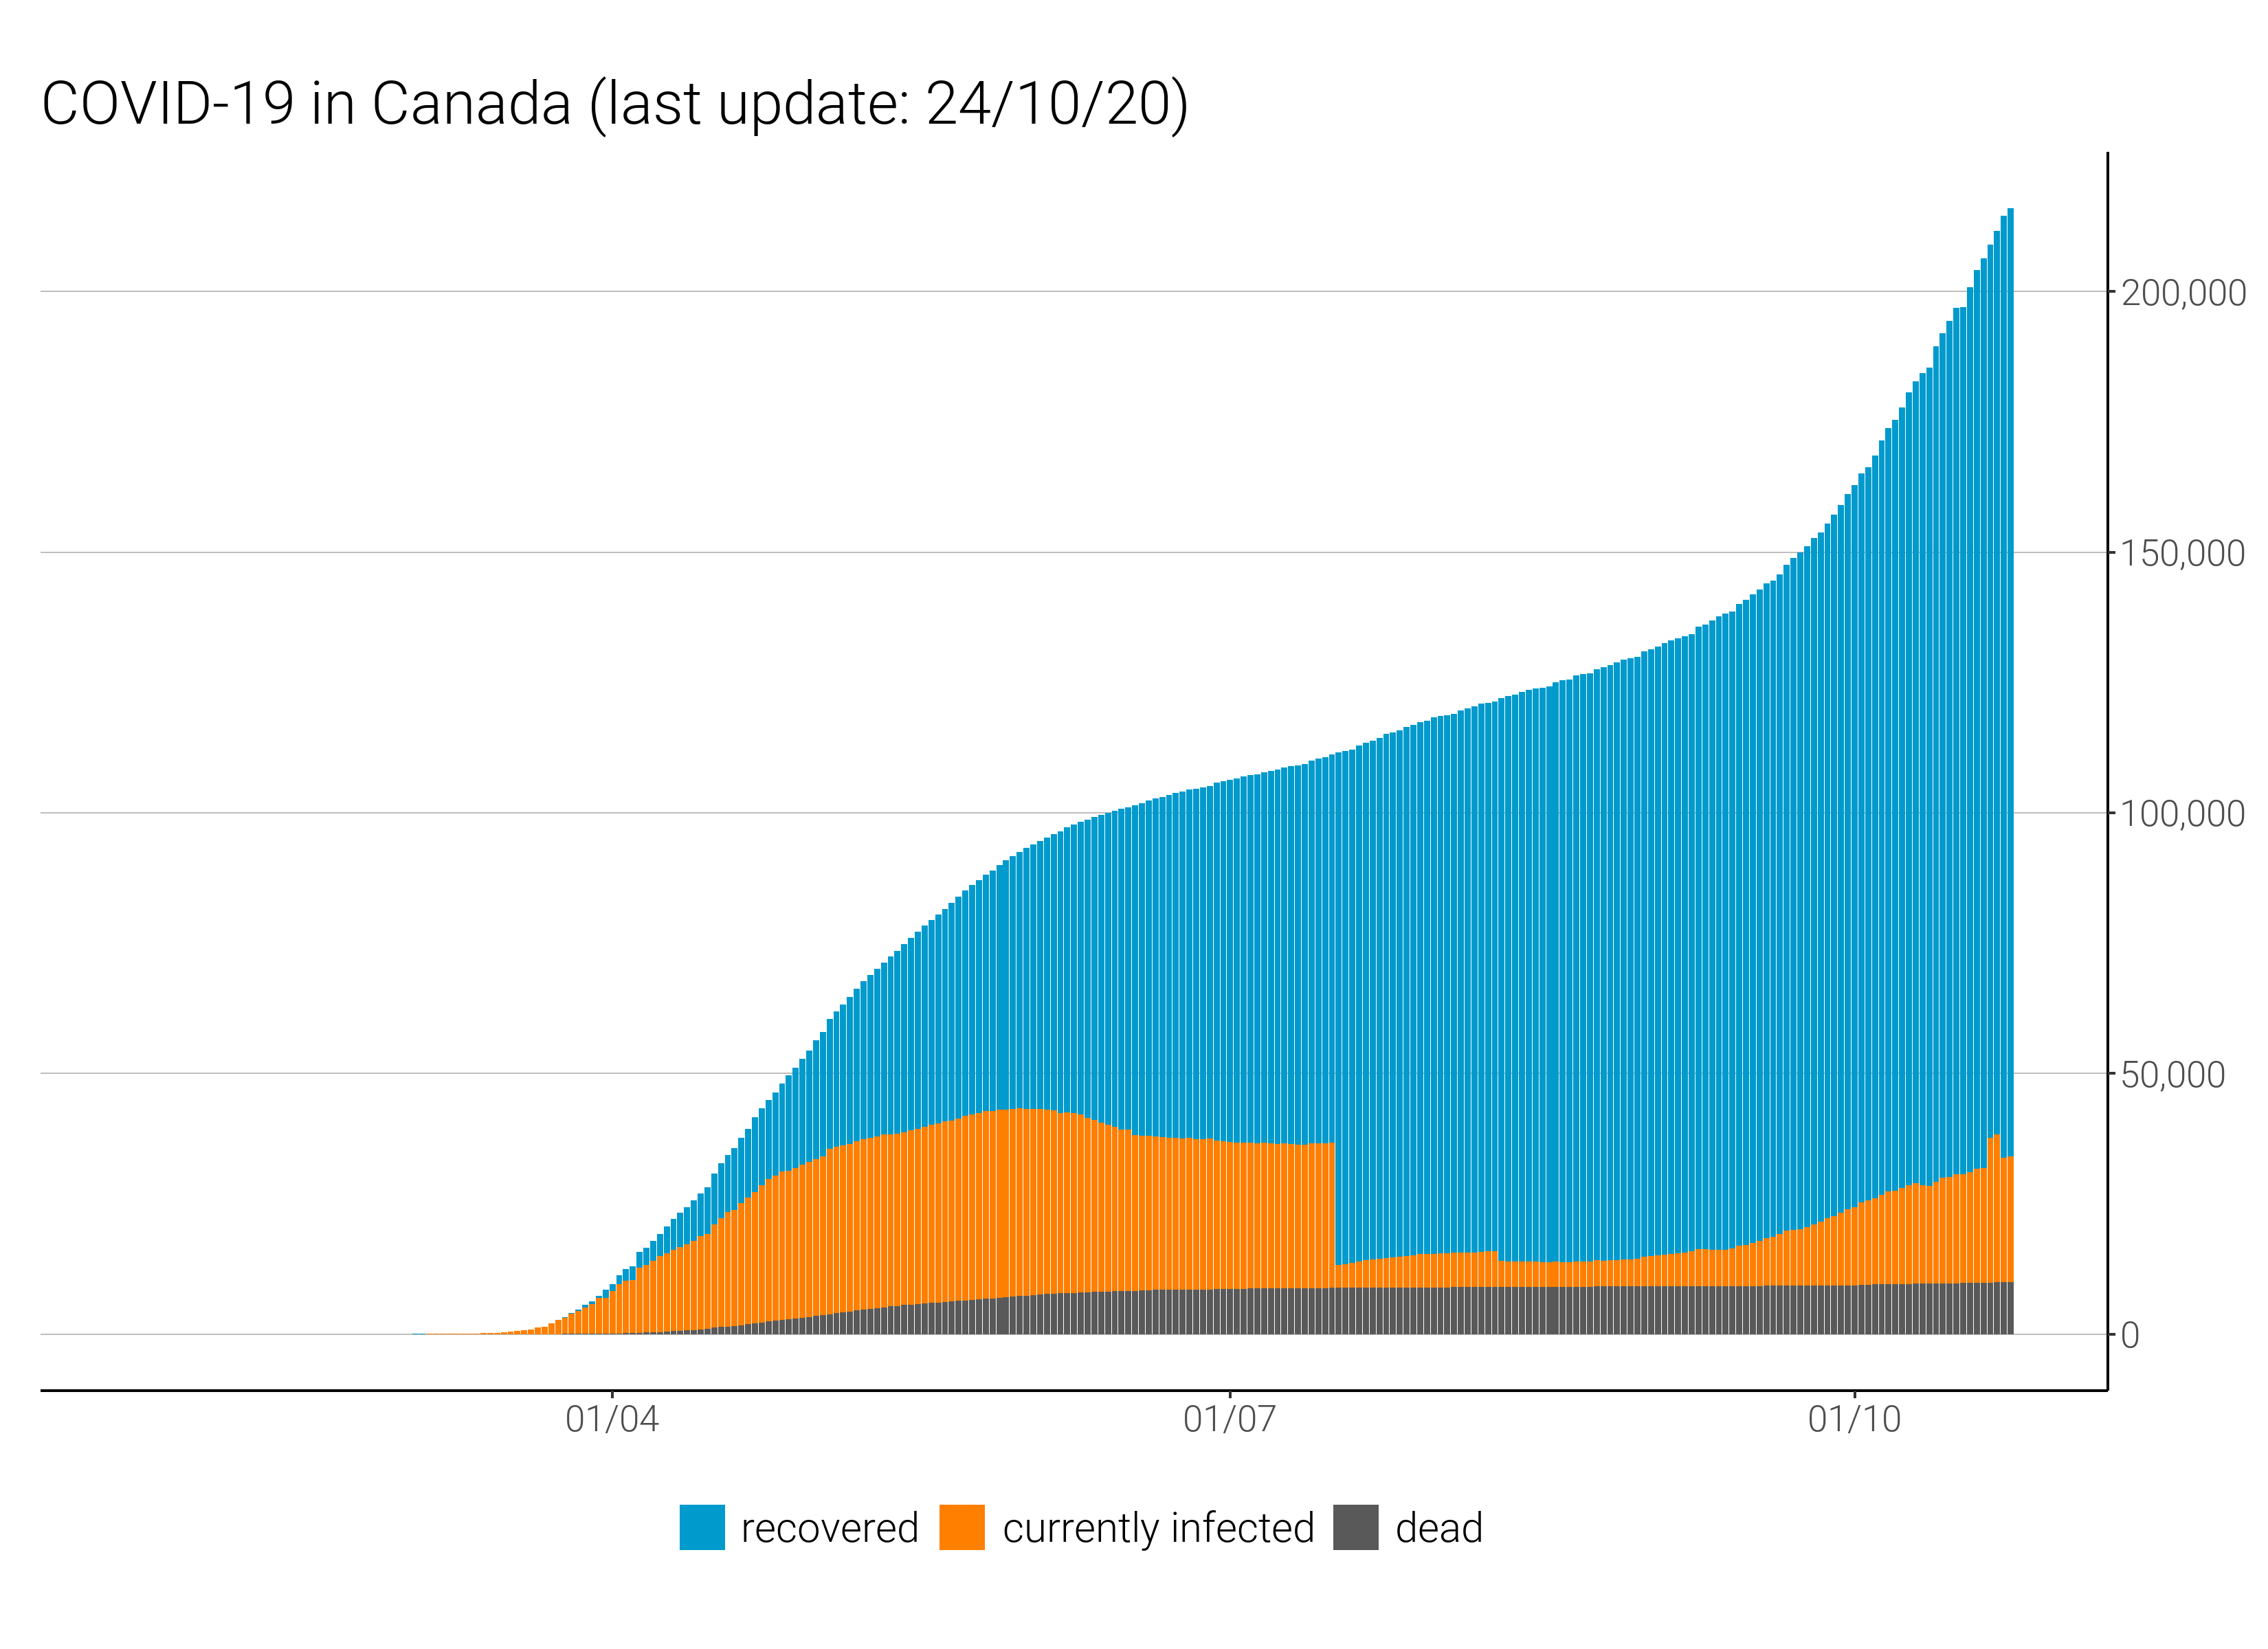 COVID-19 in Canada (last update: 24/10/20)
200,000
150,000
100,000
50,000
0
01/04 01/07 01/10
recovered currently infected dead